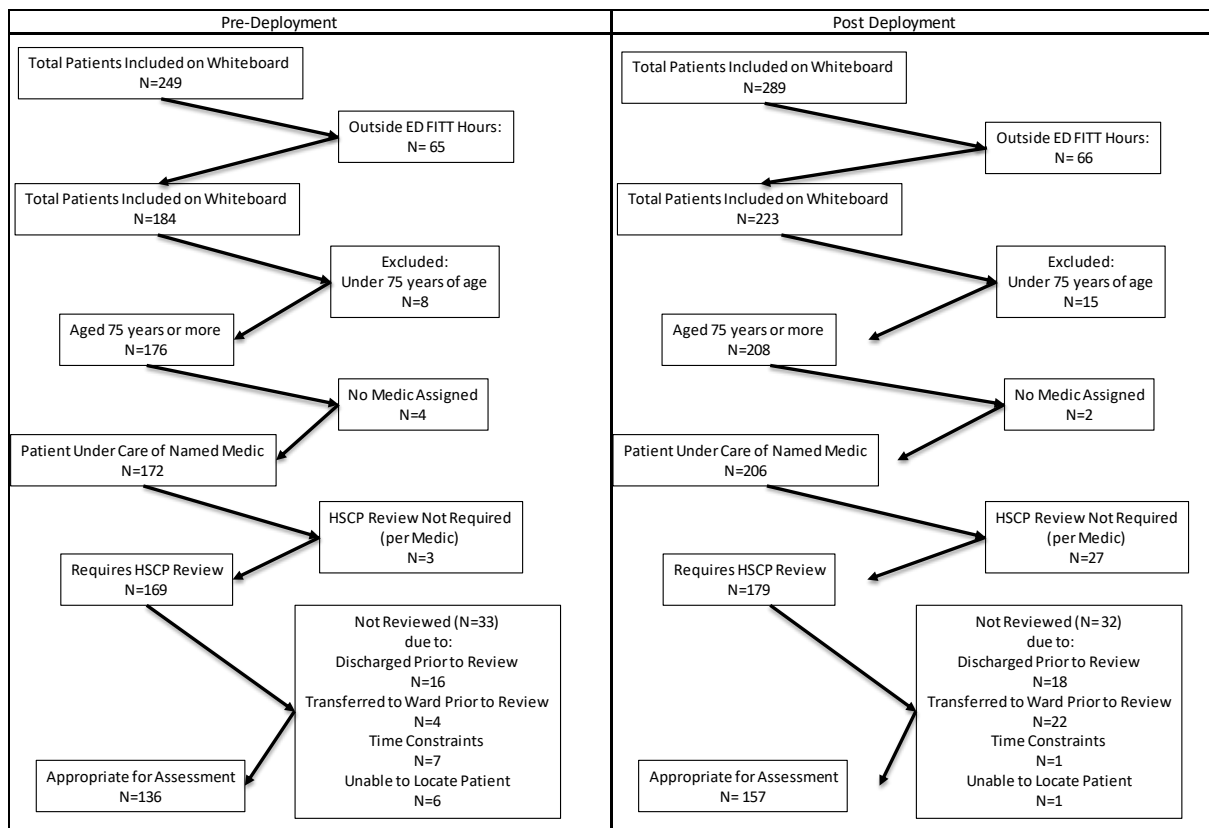 Pre-Deployment
Total Patients Included on Whiteboard
N=249
Outside ED FITT Hours:
N= 65
Total Patients Included on Whiteboard
N=184
Excluded:
Under 75 years of age
N=8
Aged 75 years or more
N=176
No Medic Assigned
N=4
Patient Under Care of Named Medic
N=172
HSCP Review Not Required
(per Medic)
N=3
Requires HSCP Review
N=169
Not Reviewed (N=33)
due to:
Discharged Prior to Review
N=16
Transferred to Ward Prior to Review
N=4
Time Constraints
N=7
Unable to Locate Patient
N=6
Appropriate for Assessment
N=136
Post Deployment
Total Patients Included on Whiteboard
N=289
Outside ED FITT Hours:
N= 66
Total Patients Included on Whiteboard
N=223
Excluded:
Under 75 years of age
N=15
Aged 75 years or more
N=208
No Medic Assigned
N=2
Patient Under Care of Named Medic
N=206
HSCP Review Not Required
(per Medic)
N=27
Requires HSCP Review
N=179
Not Reviewed (N=32)
due to:
Discharged Prior to Review
N=18
Transferred to Ward Prior to Review
N=22
Time Constraints
N=1
Unable to Locate Patient
N=1
Appropriate for Assessment
N= 157